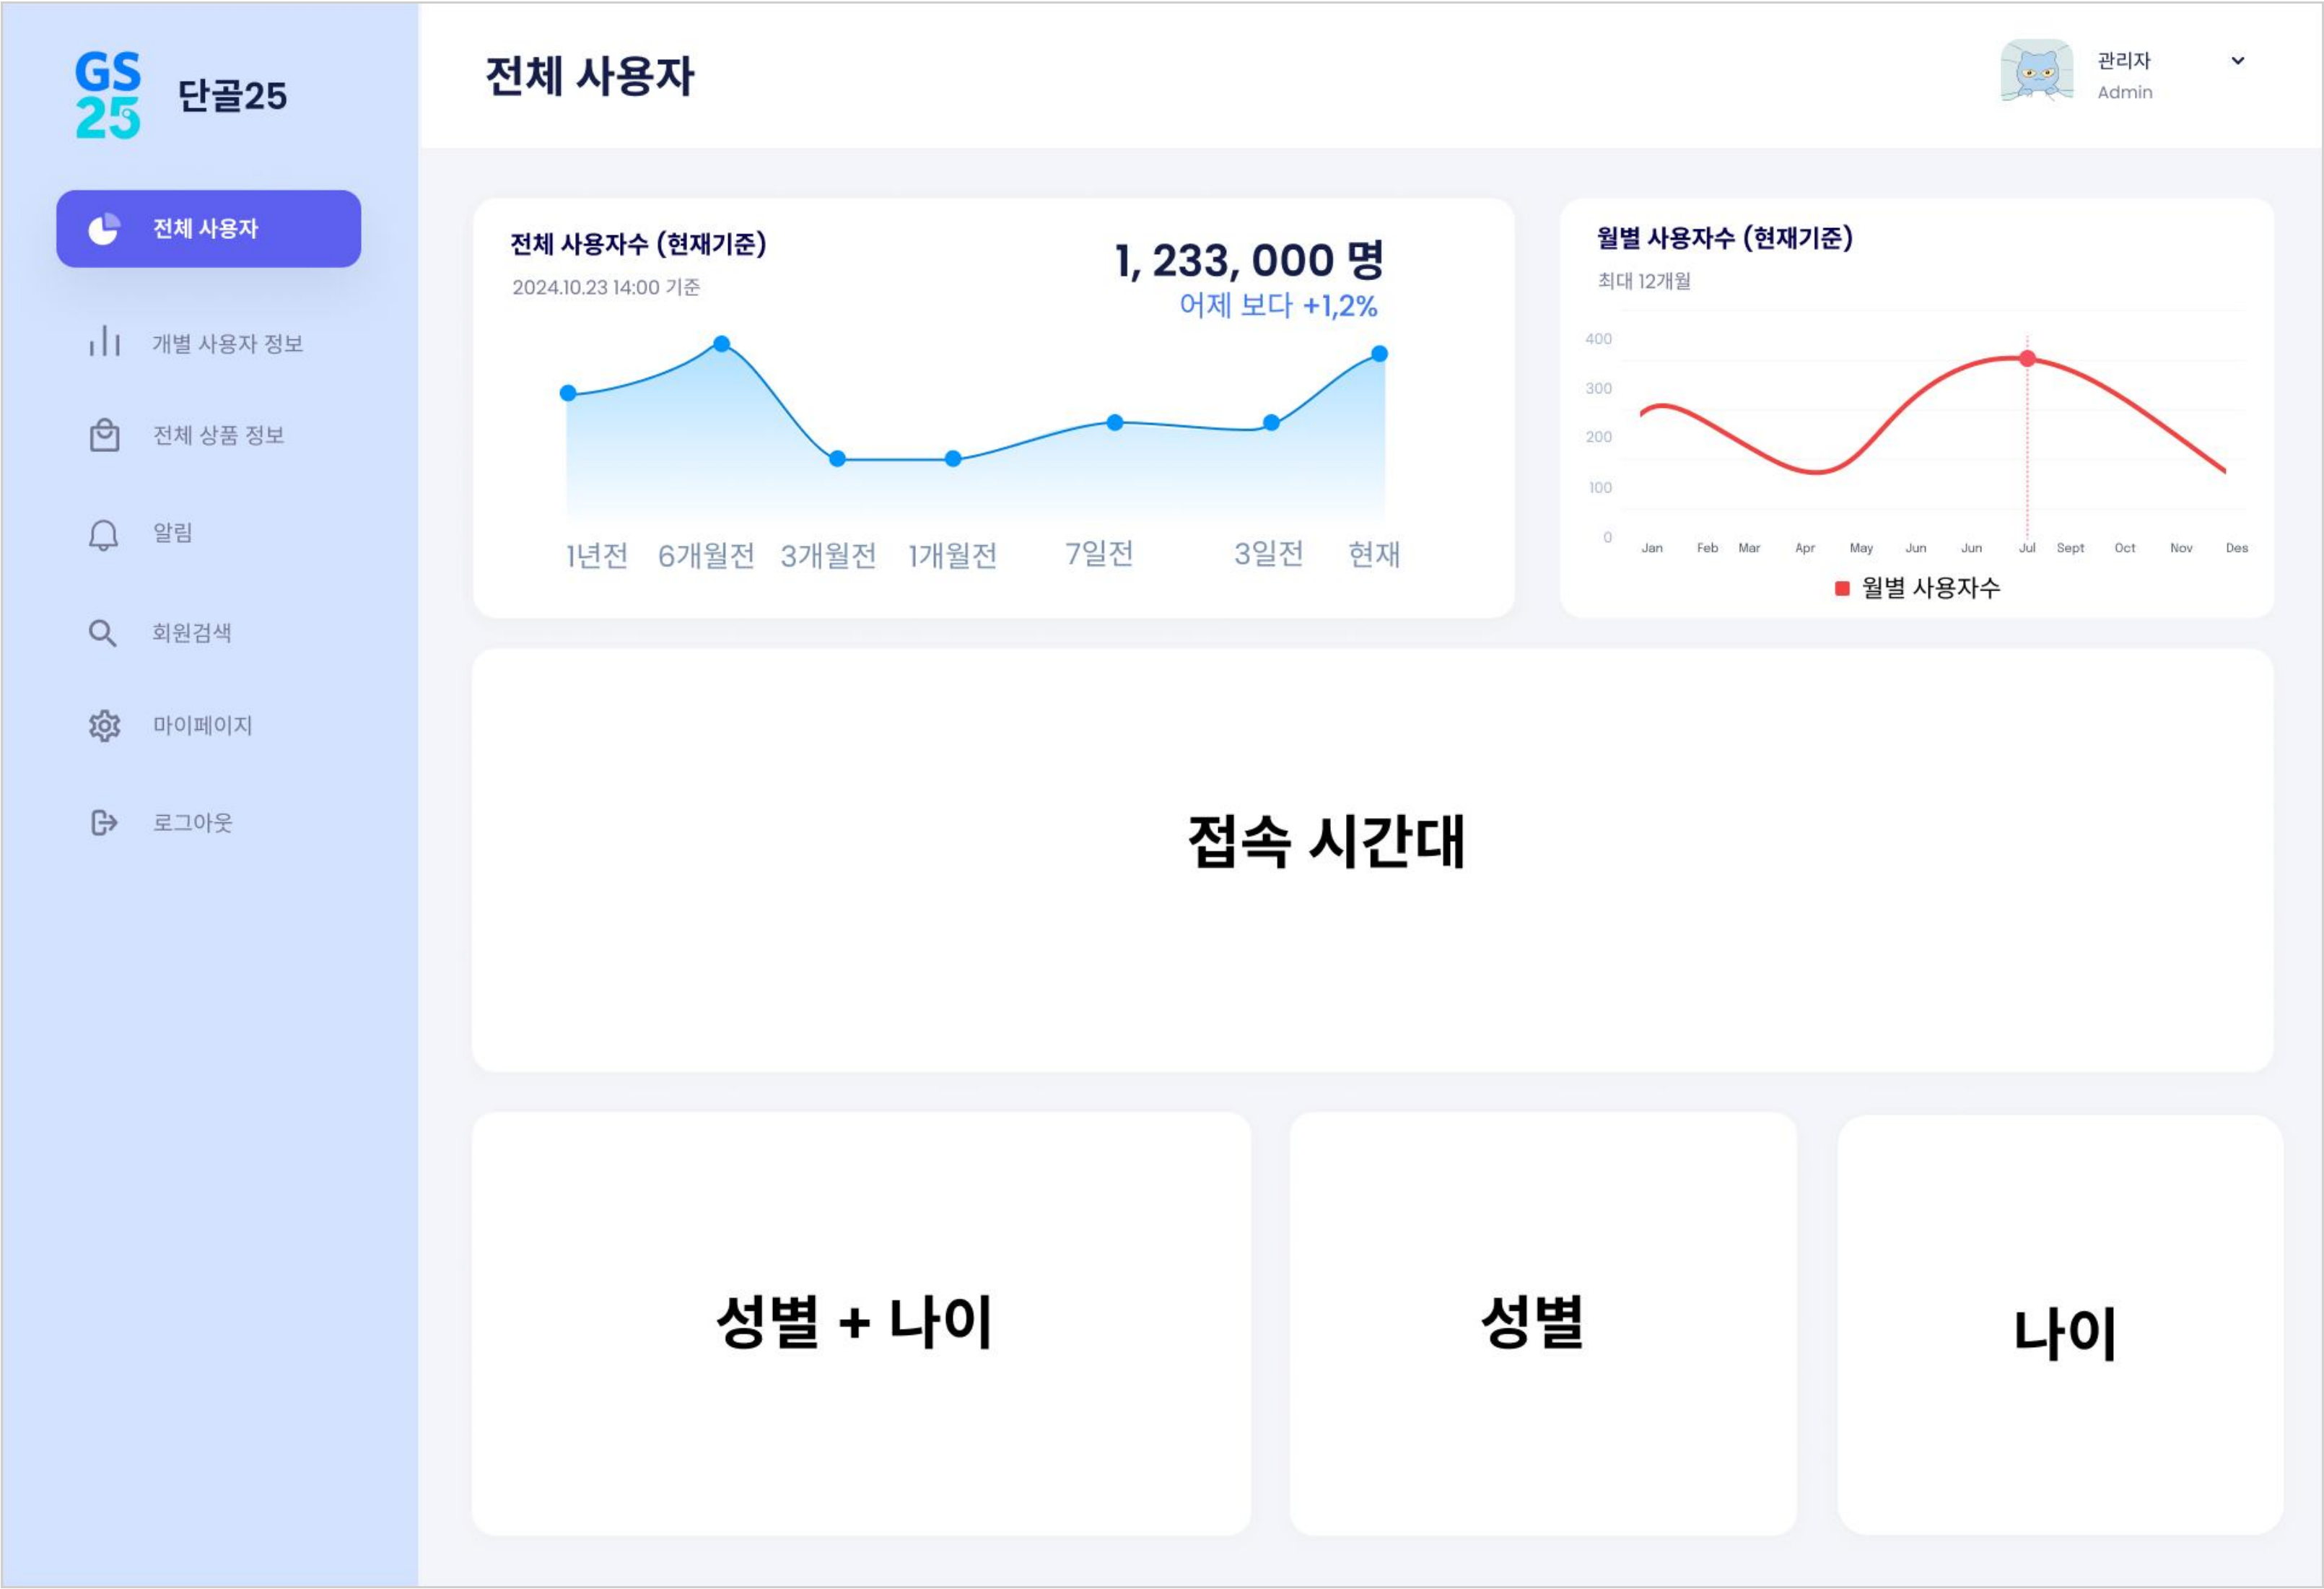 GS
25
단골25
전체 사용자
개별 사용자 정보
전체 상품 정보
알림
회원검색
마이페이지
로그아웃
전체 사용자
관리자
Admin
전체 사용자수 (현재기준)
2024.10.23 14:00 기준
1, 233, 000 명
어제 보다 +1,2%
1년전 6개월전 3개월전 1개월전 7일전 3일전 현재
월별 사용자수 (현재기준)
최대 12개월
400
300
200
100
0
Jan Feb Mar Apr May Jun Jun Jul Sept Oct Nov Des
월별 사용자수
접속 시간대
성별 + 나이
성별
나이